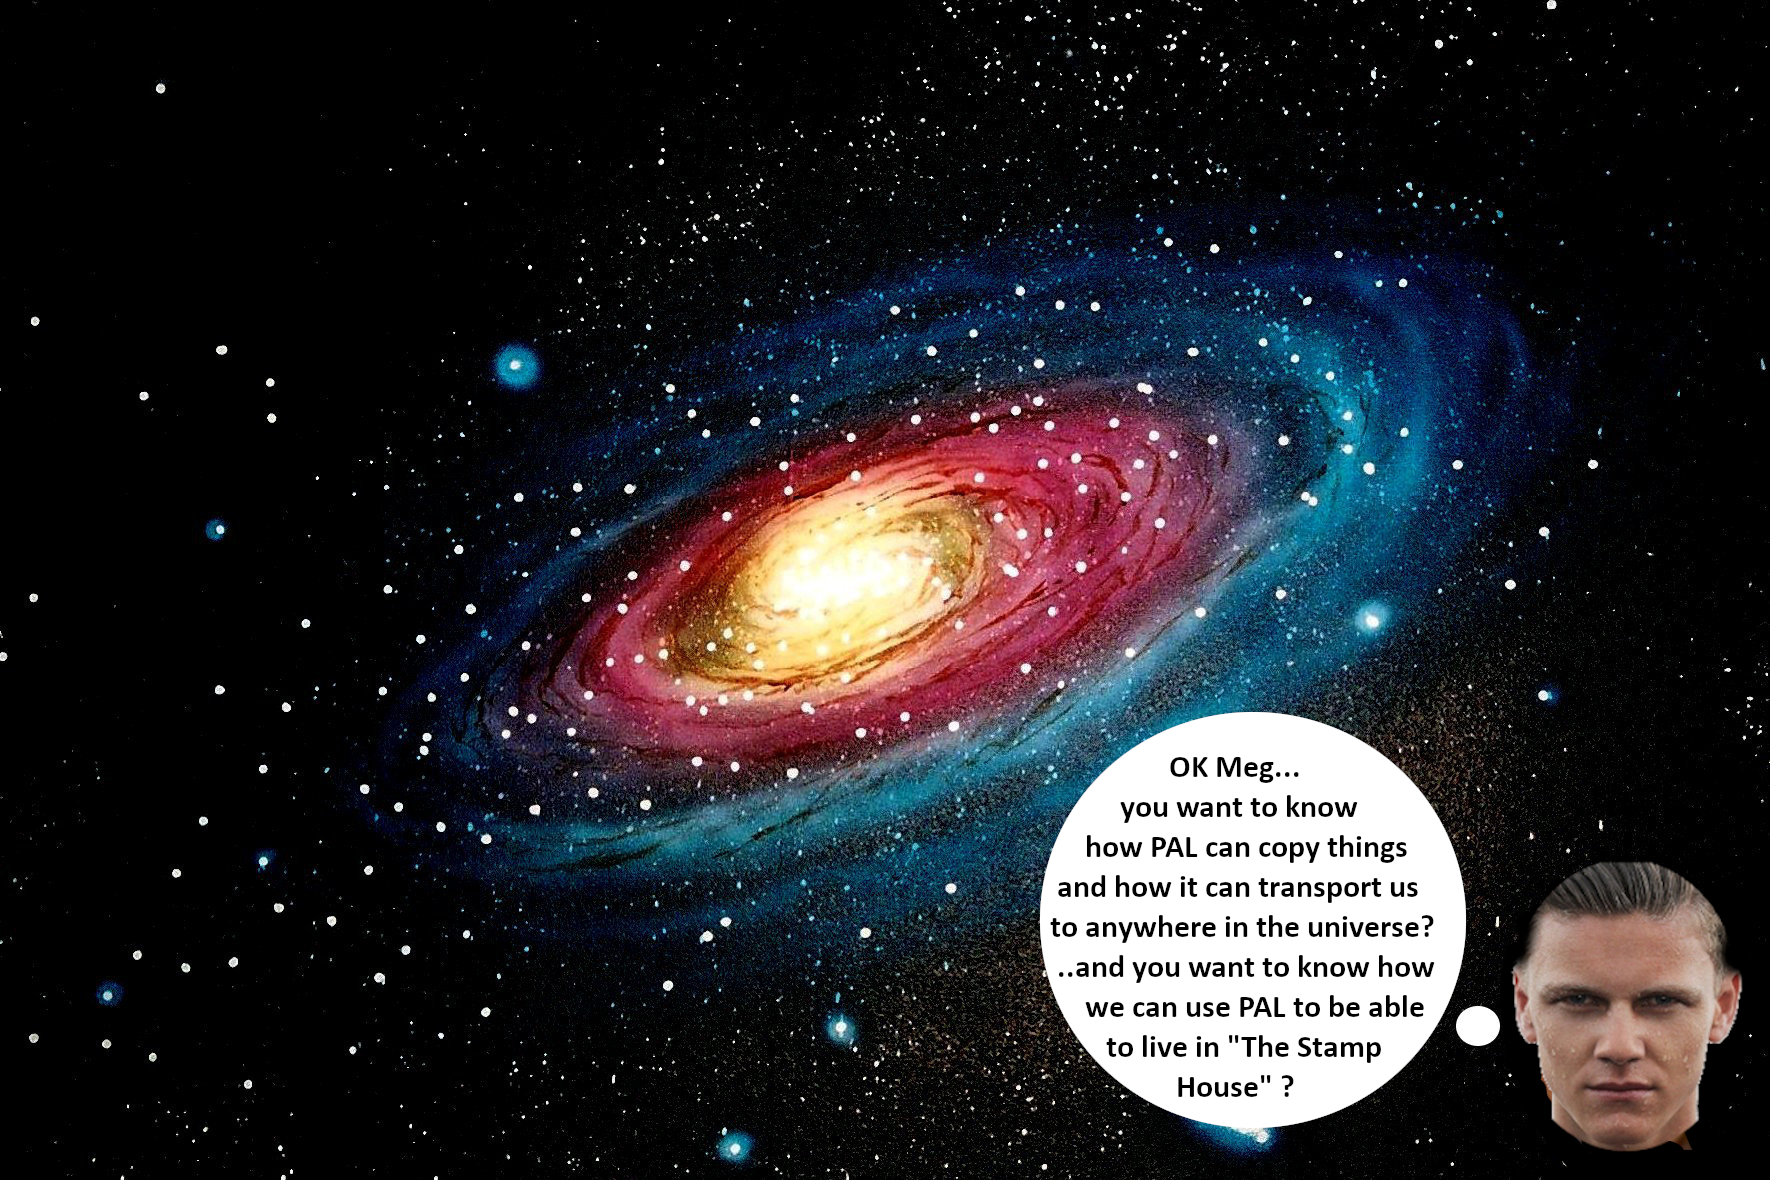 OK Meg...
you want to know
how PAL can copy things
and how it can transport us
to anywhere in the universe?
..and you want to know how
we can use PAL to be able
to live in "The Stamp
House" ?